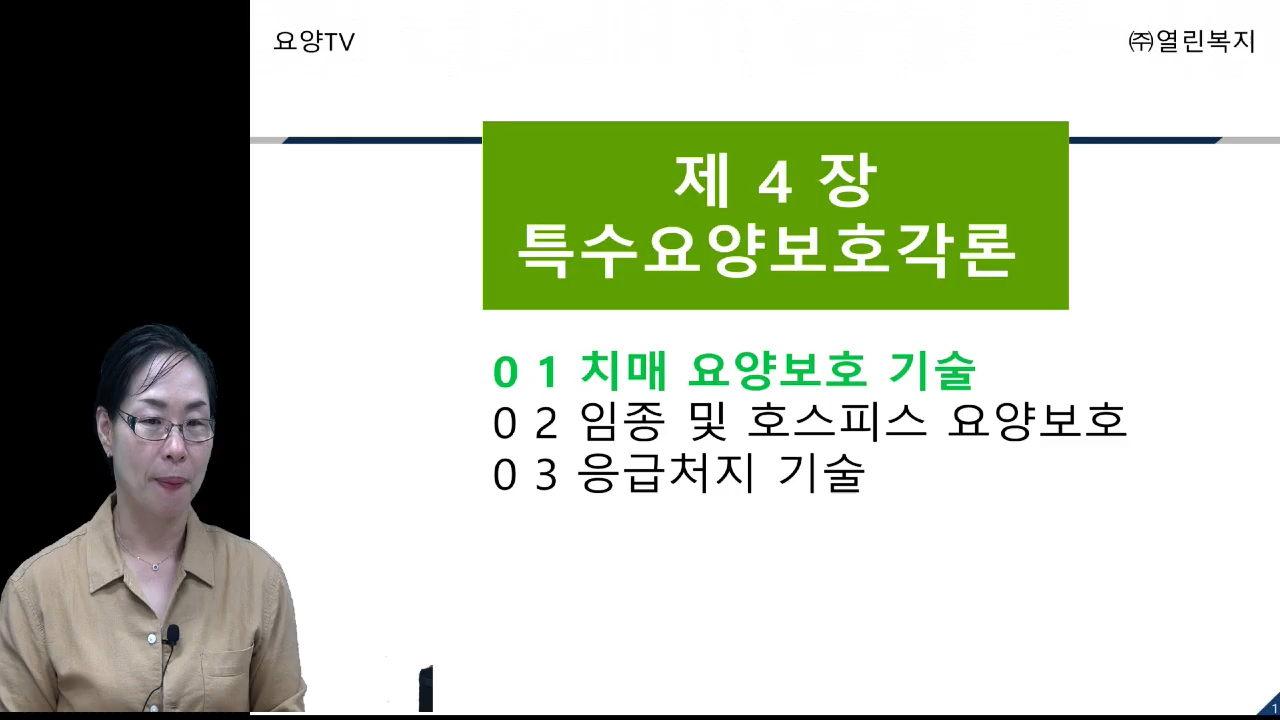 요양TV
㈜열린복지
제 4 장
특수요양보호각론
0 1 치매 요양보호 기술
0 2 임종 및 호스피스 요양보호
0 3 응급처지 기술
1